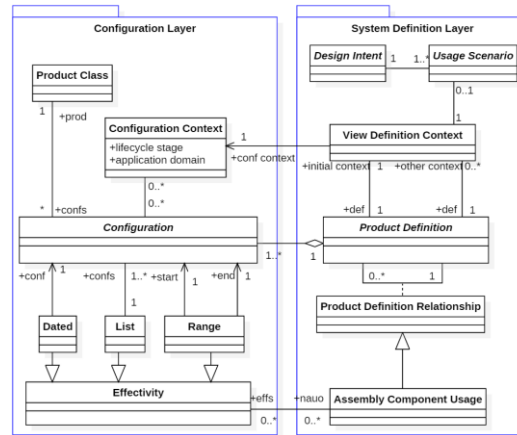 Configuration Layer
System Definition Layer
Design Intent
1
1..*
Usage Scenario
Product Class
0..1
1
+prod
Configuration Context
+lifecycle stage
+application domain
1
+conf context
1
View Definition Context
+initial context
1
+other context
0..*
0..*
0..*
*
+confs
+def
1
+def
1
Configuration
1..*
1
Product Definition
+conf
1
+confs
1..*
+start
1
+end
1
0..*
1
1
Product Definition Relationship
Dated
List
Range
Effectivity
+effs
0..*
+nauo
0..*
Assembly Component Usage